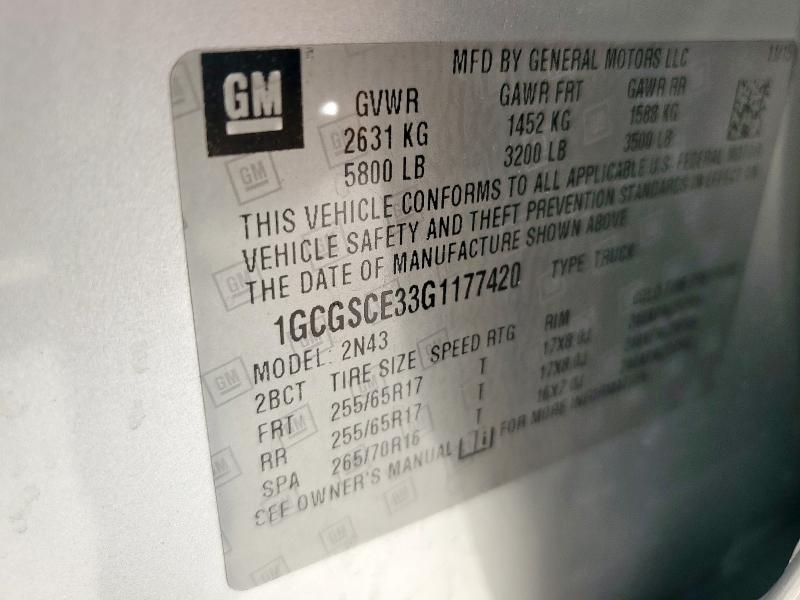 GM
MFD BY GENERAL MOTORS LLC
GVWR GAWR FRT GAWR RR
2631 KG 1452 KG 1588 KG
5800 LB 3200 LB 3500 LB
THIS VEHICLE CONFORMS TO ALL APPLICABLE U.S. FEDERAL MOTOR
VEHICLE SAFETY AND THEFT PREVENTION STANDARDS IN EFFECT ON
THE DATE OF MANUFACTURE SHOWN ABOVE
1GCGSCE33G1177420 TYPE: TRUCK
MODEL: 2N43
2BCT TIRE SIZE SPEED RTG RIM
FRT 255/65R17 T 17X8.0J
RR 255/65R17 T 17X8.0J
SPA 265/70R16 T 16X7.0J
SEE OWNER'S MANUAL FOR MORE INFORMATION